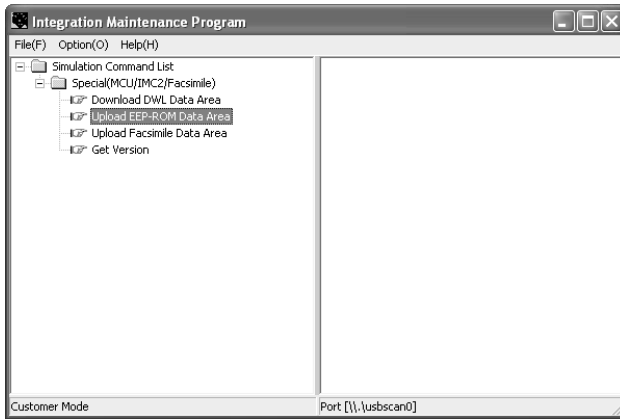 Integration Maintenance Program
File(F) Option(O) Help(H)
Simulation Command List
Special(MCU/IMC2/Facsimile)
Download DWL Data Area
Upload EEP-ROM Data Area
Upload Facsimile Data Area
Get Version
Customer Mode Port [\\.\usbscan0]